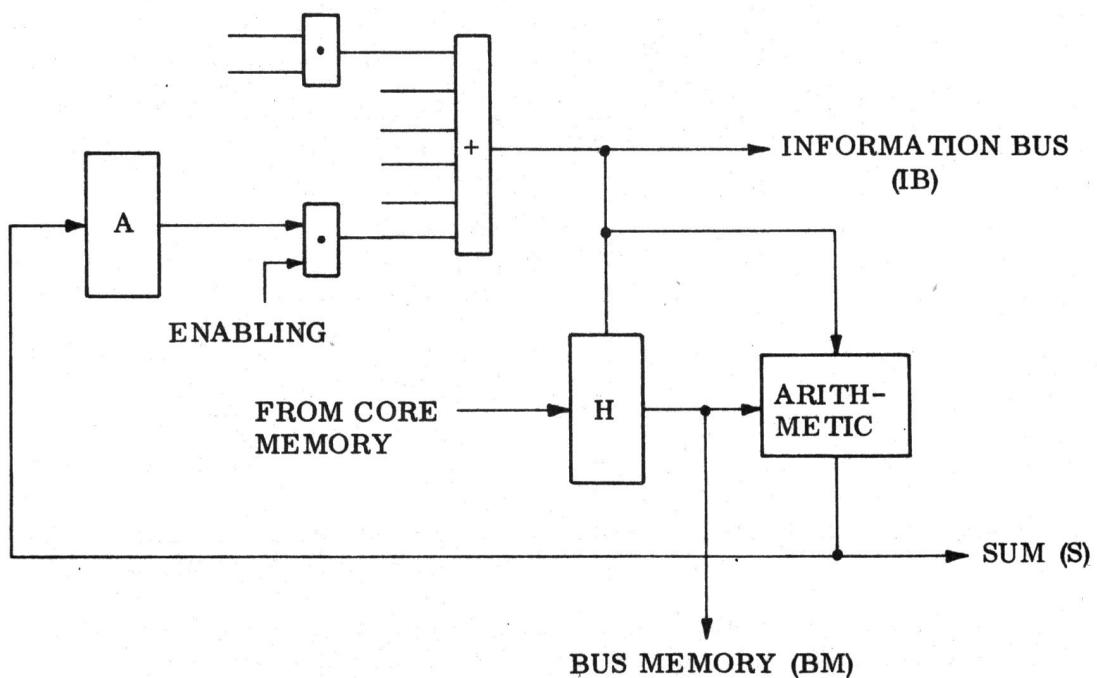 •
+
INFORMATION BUS
(IB)
A
•
ENABLING
FROM CORE
MEMORY
H
ARITH-
METIC
SUM (S)
BUS MEMORY (BM)